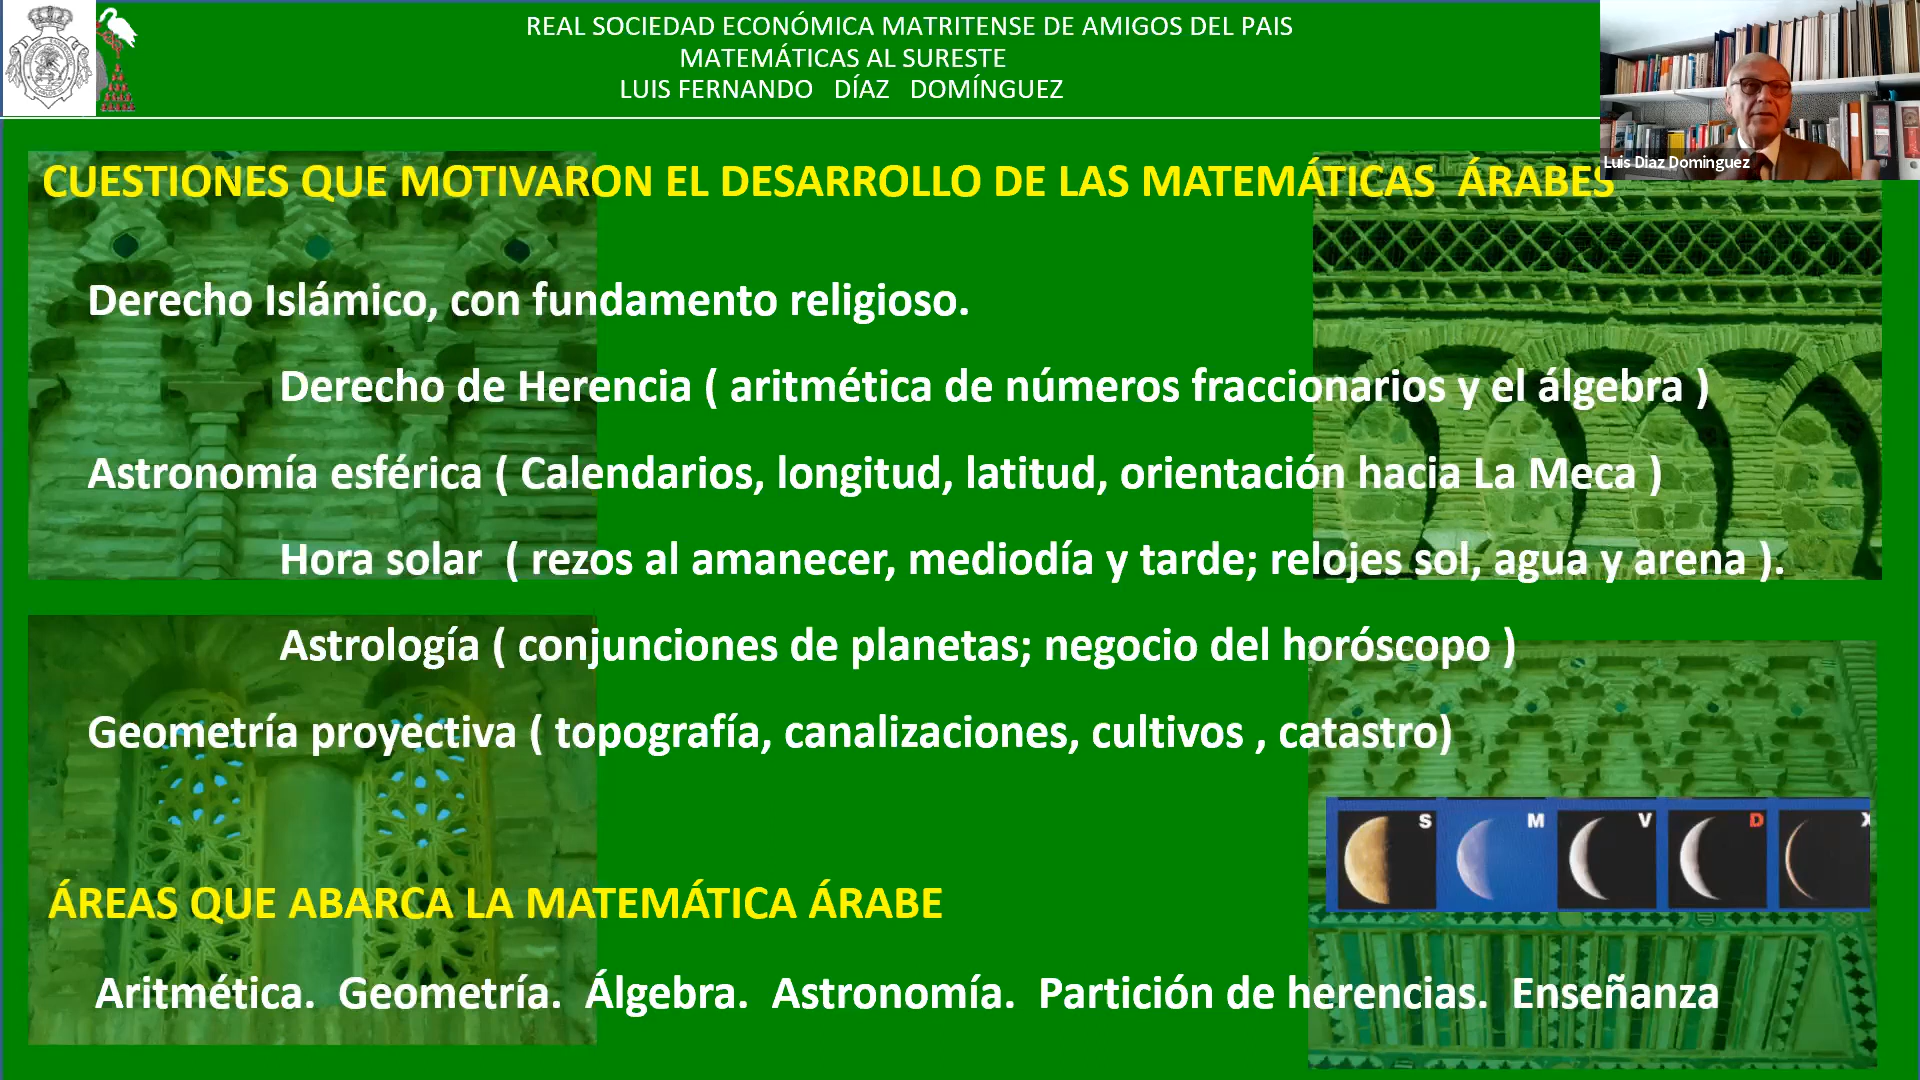 REAL SOCIEDAD ECONÓMICA MATRITENSE DE AMIGOS DEL PAIS
MATEMÁTICAS AL SURESTE
LUIS FERNANDO DÍAZ DOMÍNGUEZ
Luis Diaz Dominguez
CUESTIONES QUE MOTIVARON EL DESARROLLO DE LAS MATEMÁTICAS ÁRABES
Derecho Islámico, con fundamento religioso.
Derecho de Herencia ( aritmética de números fraccionarios y el álgebra )
Astronomía esférica ( Calendarios, longitud, latitud, orientación hacia La Meca )
Hora solar ( rezos al amanecer, mediodía y tarde; relojes sol, agua y arena ).
Astrología ( conjunciones de planetas; negocio del horóscopo )
Geometría proyectiva ( topografía, canalizaciones, cultivos , catastro)
S M V D X
ÁREAS QUE ABARCA LA MATEMÁTICA ÁRABE
Aritmética. Geometría. Álgebra. Astronomía. Partición de herencias. Enseñanza